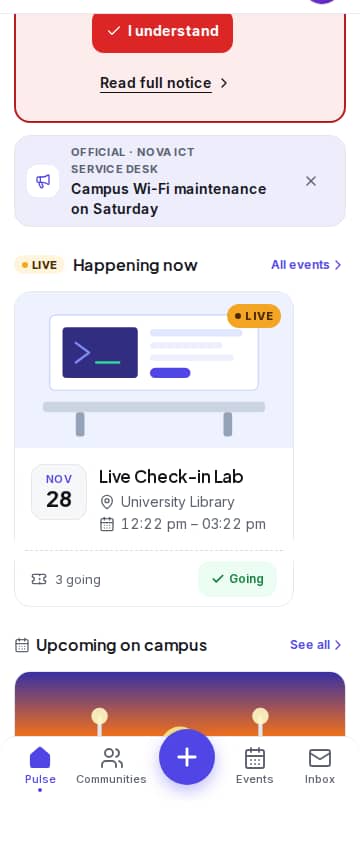 I understand
Read full notice
OFFICIAL · NOVA ICT
SERVICE DESK
Campus Wi-Fi maintenance
on Saturday
LIVE Happening now All events
LIVE
NOV
28
Live Check-in Lab
University Library
12:22 pm – 03:22 pm
3 going
Going
Upcoming on campus See all
Pulse Communities Events Inbox